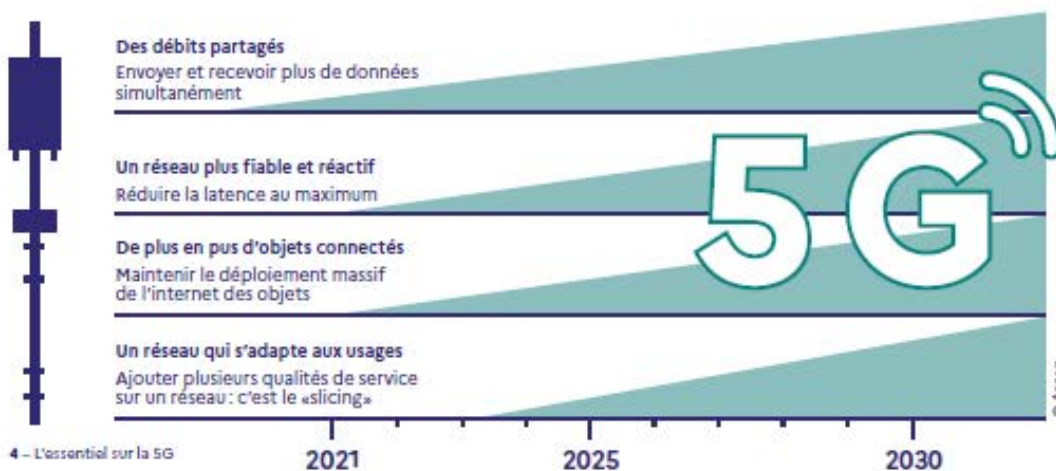 Des débits partagés
Envoyer et recevoir plus de données
simultanément
Un réseau plus fiable et réactif
Réduire la latence au maximum
De plus en pus d'objets connectés
Maintenir le déploiement massif
de l'internet des objets
Un réseau qui s'adapte aux usages
Ajouter plusieurs qualités de service
sur un réseau : c'est le «slicing»
5G
2021
2025
2030
4 – L'essentiel sur la 5G